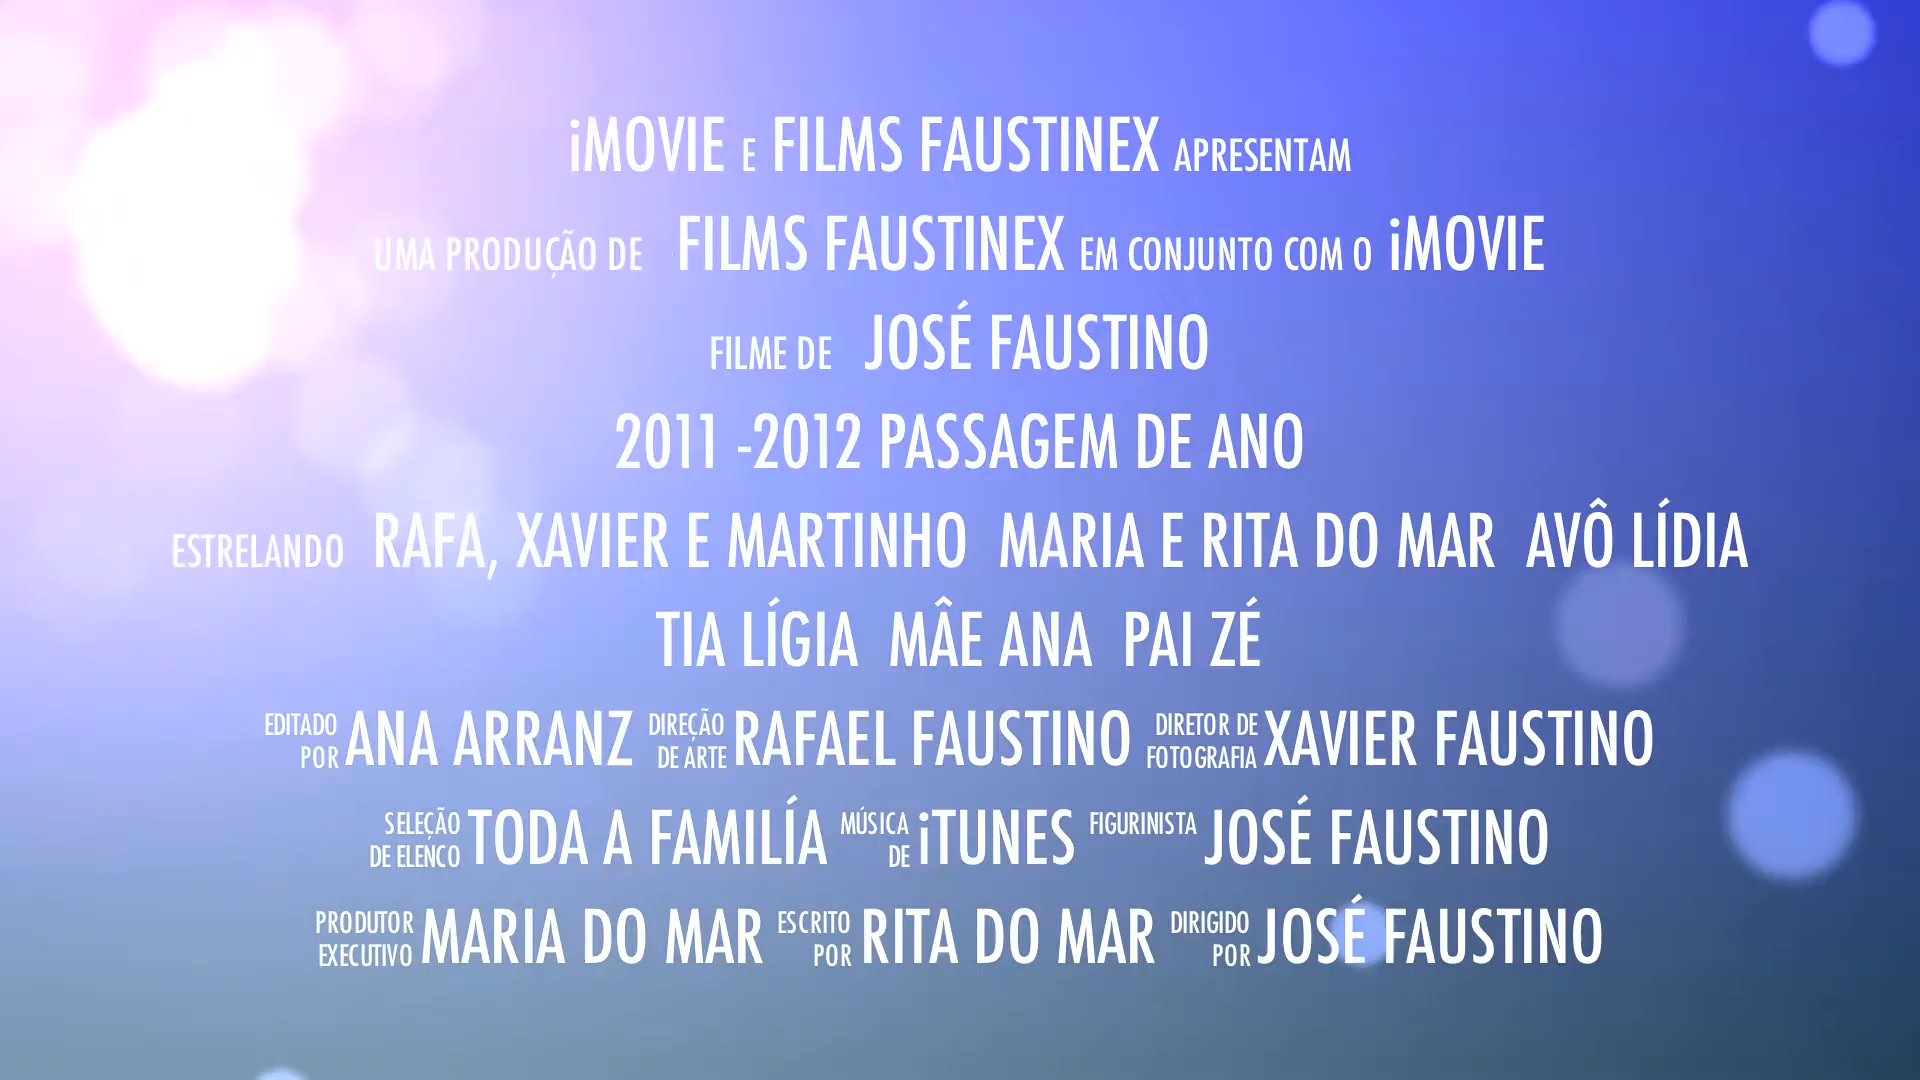 iMOVIE E FILMS FAUSTINEX APRESENTAM
UMA PRODUÇÃO DE FILMS FAUSTINEX EM CONJUNTO COM O iMOVIE
FILME DE JOSÉ FAUSTINO
2011 -2012 PASSAGEM DE ANO
ESTRELANDO RAFA, XAVIER E MARTINHO MARIA E RITA DO MAR AVÔ LÍDIA
TIA LÍGIA MÂE ANA PAI ZÉ
EDITADO POR ANA ARRANZ DIREÇÃO DE ARTE RAFAEL FAUSTINO DIRETOR DE FOTOGRAFIA XAVIER FAUSTINO
SELEÇÃO DE ELENCO TODA A FAMILÍA MÚSICA DE iTUNES FIGURINISTA JOSÉ FAUSTINO
PRODUTOR EXECUTIVO MARIA DO MAR ESCRITO POR RITA DO MAR DIRIGIDO POR JOSÉ FAUSTINO